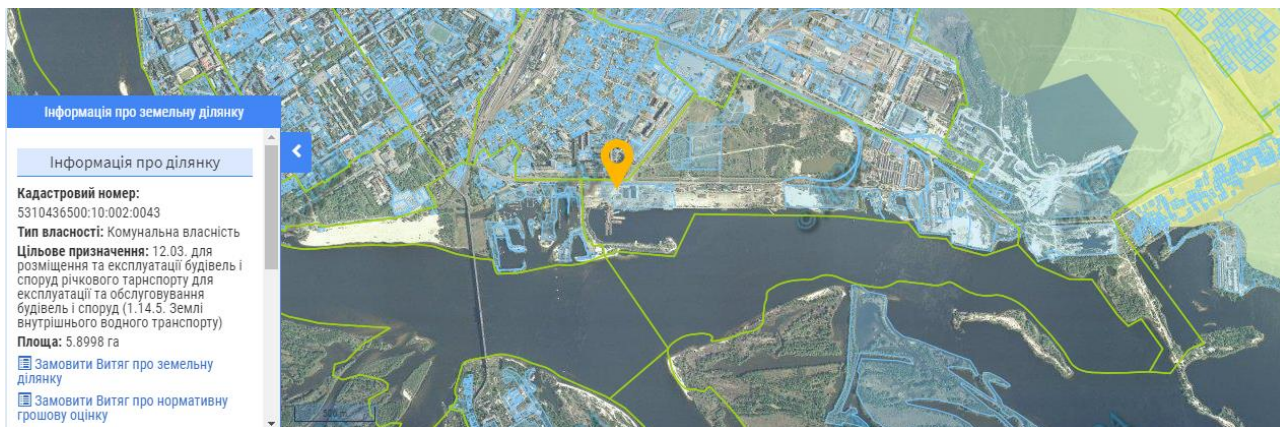 Інформація про земельну ділянку
Інформація про ділянку
Кадастровий номер:
5310436500:10:002:0043
Тип власності: Комунальна власність
Цільове призначення: 12.03. для
розміщення та експлуатації будівель і
споруд річкового тарнспорту для
експлуатації та обслуговування
будівель і споруд (1.14.5. Землі
внутрішнього водного транспорту)
Площа: 5.8998 га
Замовити Витяг про земельну
ділянку
Замовити Витяг про нормативну
грошову оцінку
500 m